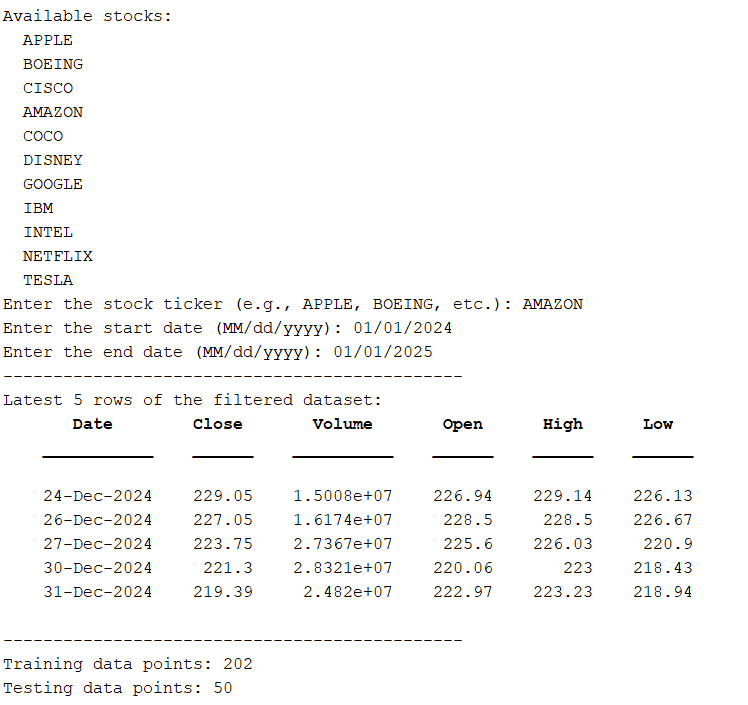 Available stocks:
APPLE
BOEING
CISCO
AMAZON
COCO
DISNEY
GOOGLE
IBM
INTEL
NETFLIX
TESLA
Enter the stock ticker (e.g., APPLE, BOEING, etc.): AMAZON
Enter the start date (MM/dd/yyyy): 01/01/2024
Enter the end date (MM/dd/yyyy): 01/01/2025
----------------------------------------------
Latest 5 rows of the filtered dataset:
Date Close Volume Open High Low
24-Dec-2024 229.05 1.5008e+07 226.94 229.14 226.13
26-Dec-2024 227.05 1.6174e+07 228.5 228.5 226.67
27-Dec-2024 223.75 2.7367e+07 225.6 226.03 220.9
30-Dec-2024 221.3 2.8321e+07 220.06 223 218.43
31-Dec-2024 219.39 2.482e+07 222.97 223.23 218.94
----------------------------------------------
Training data points: 202
Testing data points: 50